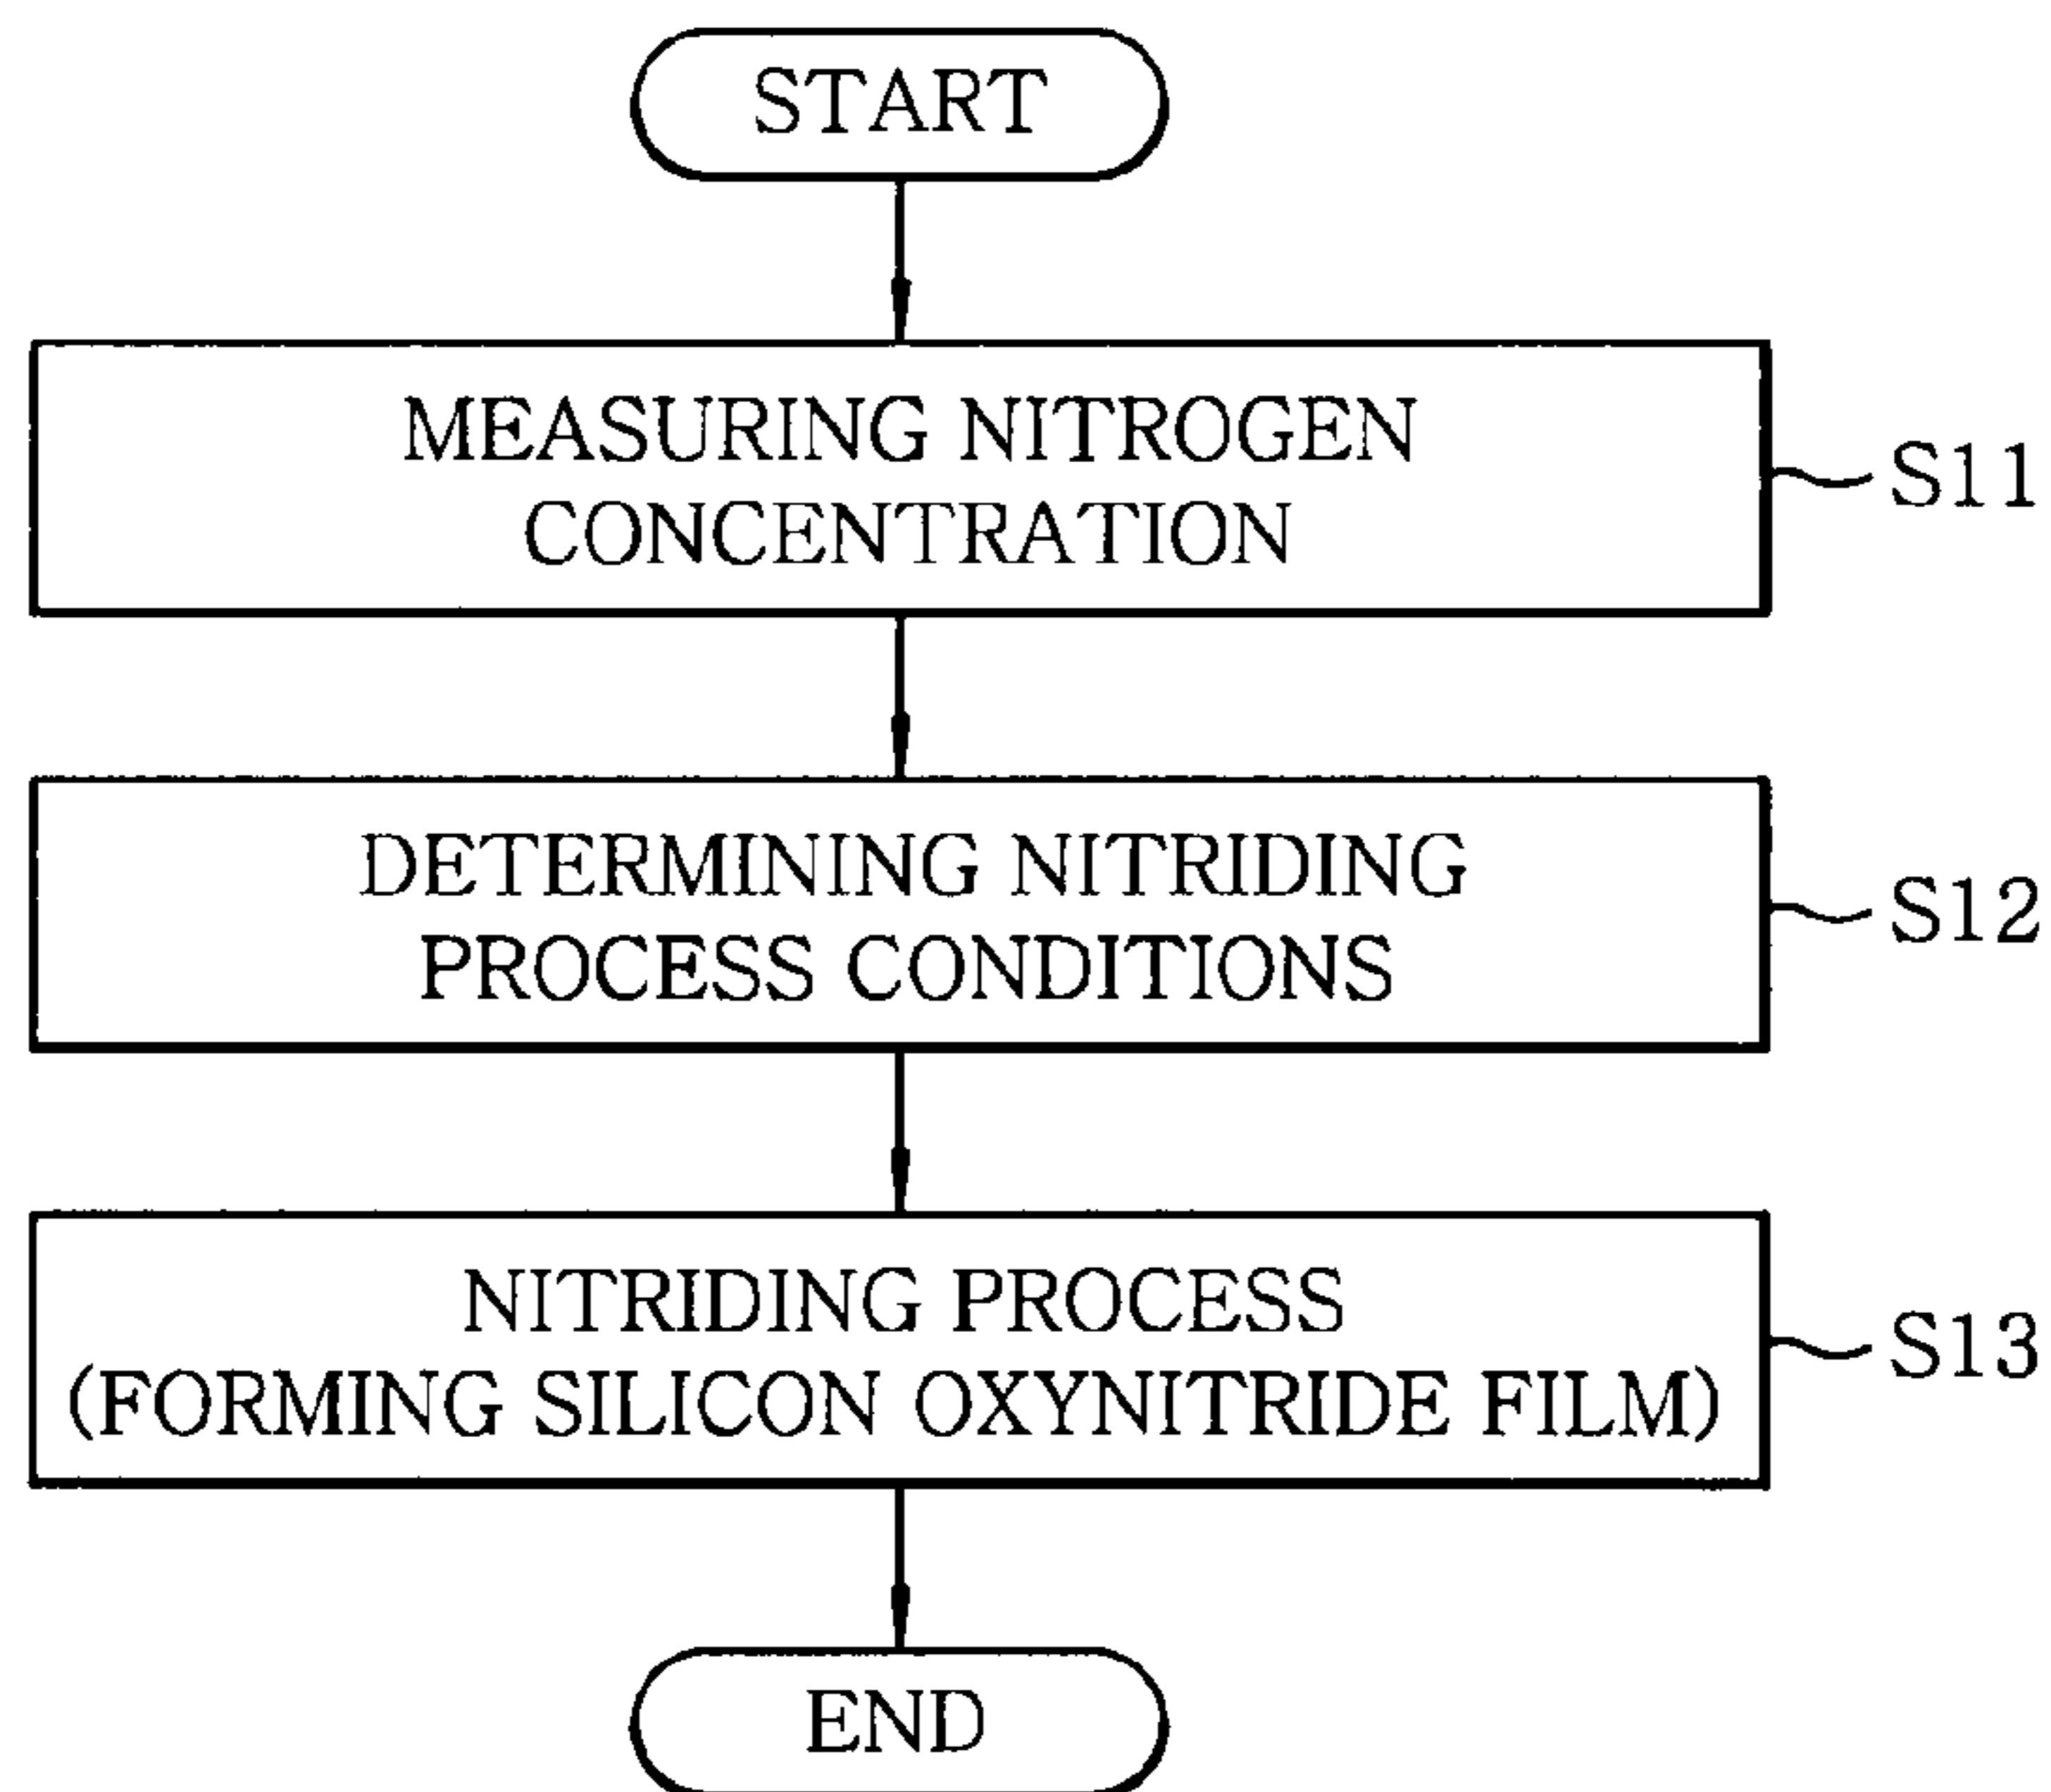 START
MEASURING NITROGEN
CONCENTRATION
S11
DETERMINING NITRIDING
PROCESS CONDITIONS
S12
NITRIDING PROCESS
(FORMING SILICON OXYNITRIDE FILM)
S13
END